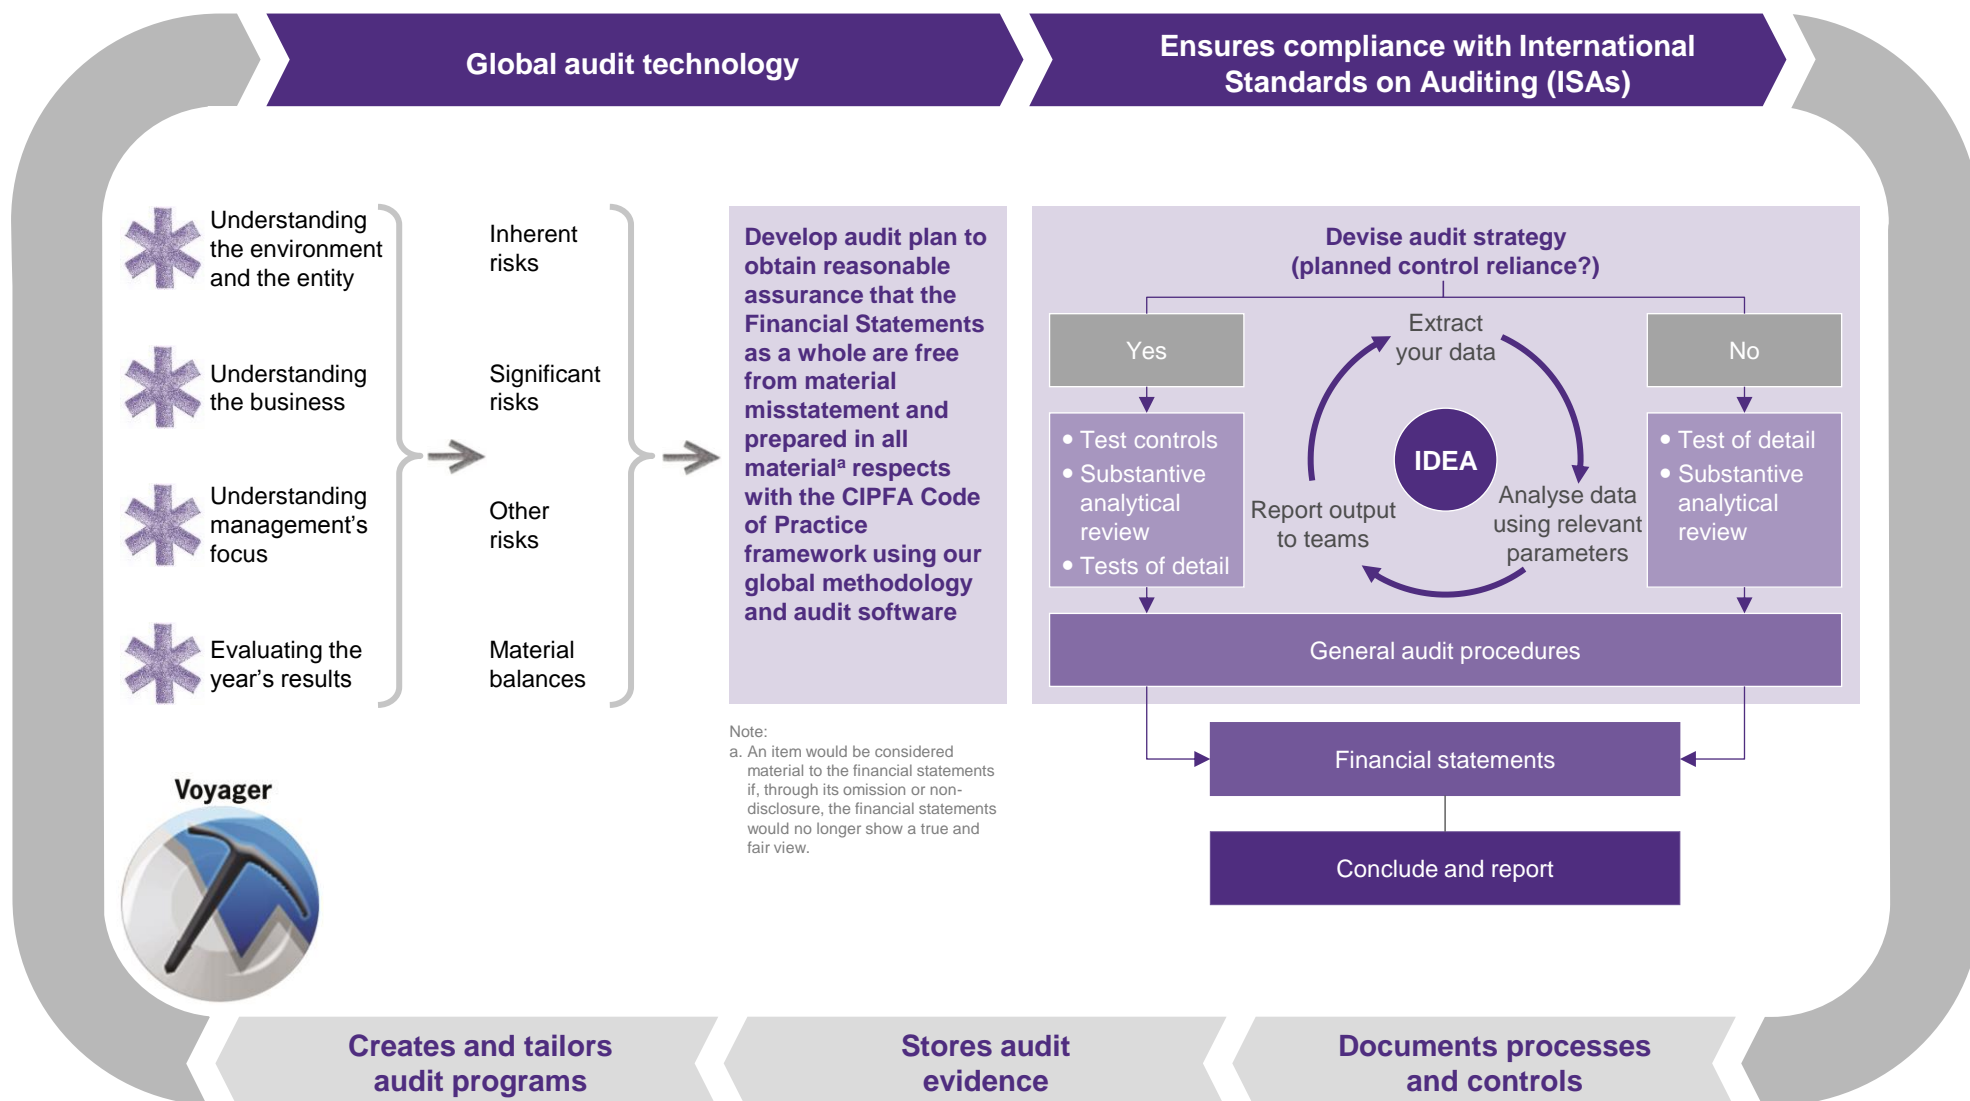 Global audit technology
Ensures compliance with International
Standards on Auditing (ISAs)
Understanding
the environment
and the entity
Understanding
the business
Understanding
management’s
focus
Evaluating the
year’s results
Inherent
risks
Significant
risks
Other
risks
Material
balances
Develop audit plan to
obtain reasonable
assurance that the
Financial Statements
as a whole are free
from material
misstatement and
prepared in all
materialᵃ respects
with the CIPFA Code
of Practice
framework using our
global methodology
and audit software
Note:
a. An item would be considered
material to the financial statements
if, through its omission or non-
disclosure, the financial statements
would no longer show a true and
fair view.
Devise audit strategy
(planned control reliance?)
Yes
• Test controls
• Substantive
analytical
review
• Tests of detail
Extract
your data
IDEA
Analyse data
using relevant
parameters
Report output
to teams
No
• Test of detail
• Substantive
analytical
review
General audit procedures
Financial statements
Conclude and report
Voyager
Creates and tailors
audit programs
Stores audit
evidence
Documents processes
and controls